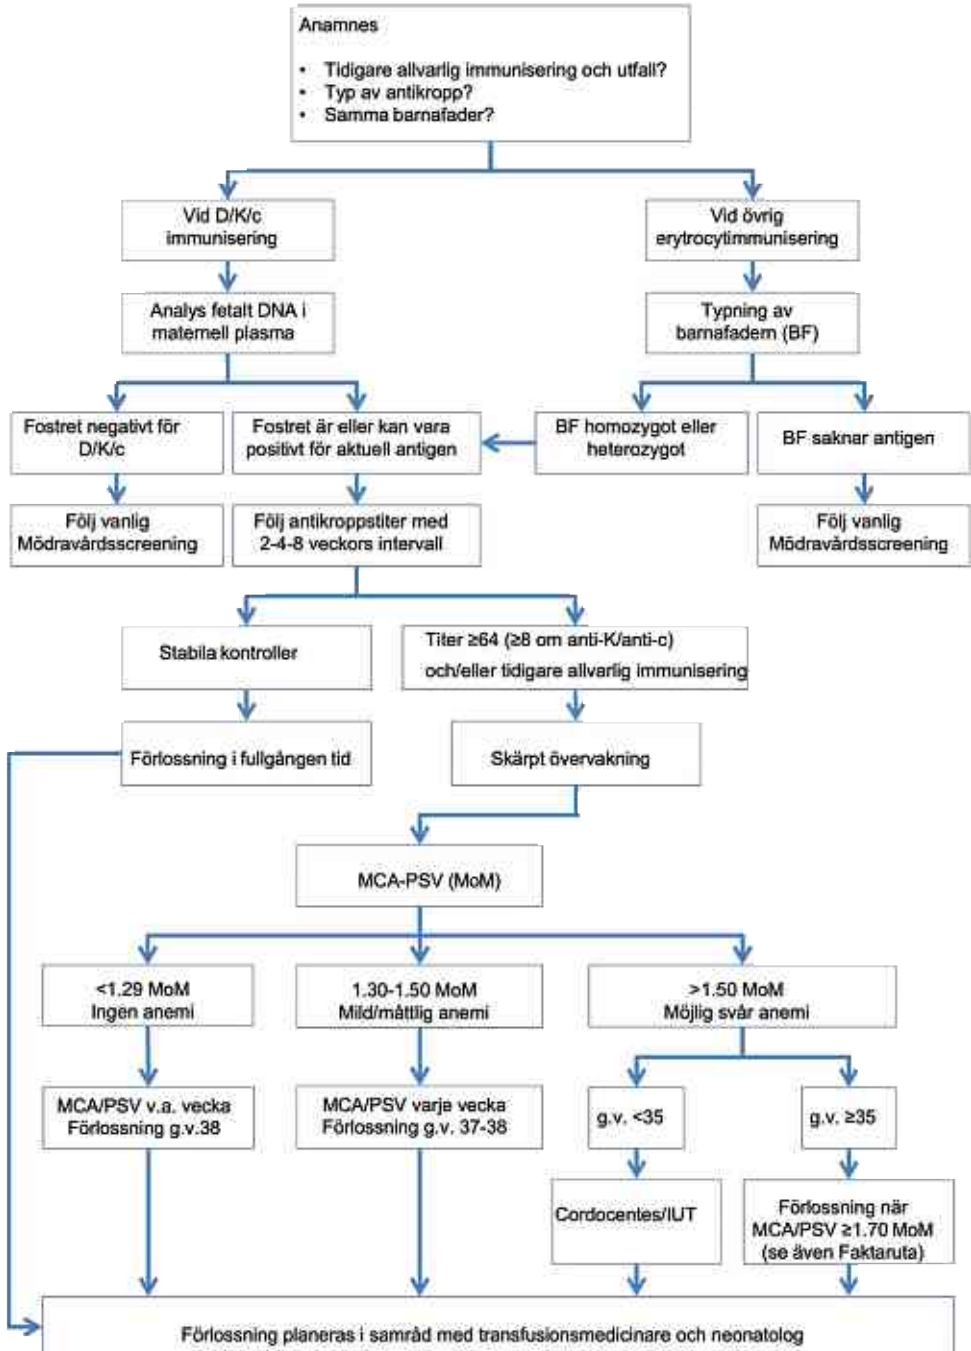 Anamnes
• Tidigare allvarlig immunisering och utfall?
• Typ av antikropp?
• Samma barnafader?
Vid D/K/c
immunisering
Vid övrig
erytrocytimmunisering
Analys fetalt DNA i
maternell plasma
Typning av
barnafadern (BF)
Fostret negativt för
D/K/c
Fostret är eller kan vara
positivt för aktuell antigen
BF homozygot eller
heterozygot
BF saknar antigen
Följ vanlig
Mödravårdsscreening
Följ antikroppstiter med
2-4-8 veckors intervall
Följ vanlig
Mödravårdsscreening
Stabila kontroller
Titer ≥64 (≥8 om anti-K/anti-c)
och/eller tidigare allvarlig immunisering
Förlossning i fullgången tid
Skärpt övervakning
MCA-PSV (MoM)
<1.29 MoM
Ingen anemi
1.30-1.50 MoM
Mild/måttlig anemi
>1.50 MoM
Möjlig svår anemi
MCA/PSV v.a. vecka
Förlossning g.v.38
MCA/PSV varje vecka
Förlossning g.v. 37-38
g.v. <35
g.v. ≥35
Cordocentes/IUT
Förlossning när
MCA/PSV ≥1.70 MoM
(se även Faktaruta)
Förlossning planeras i samråd med transfusionsmedicinare och neonatolog